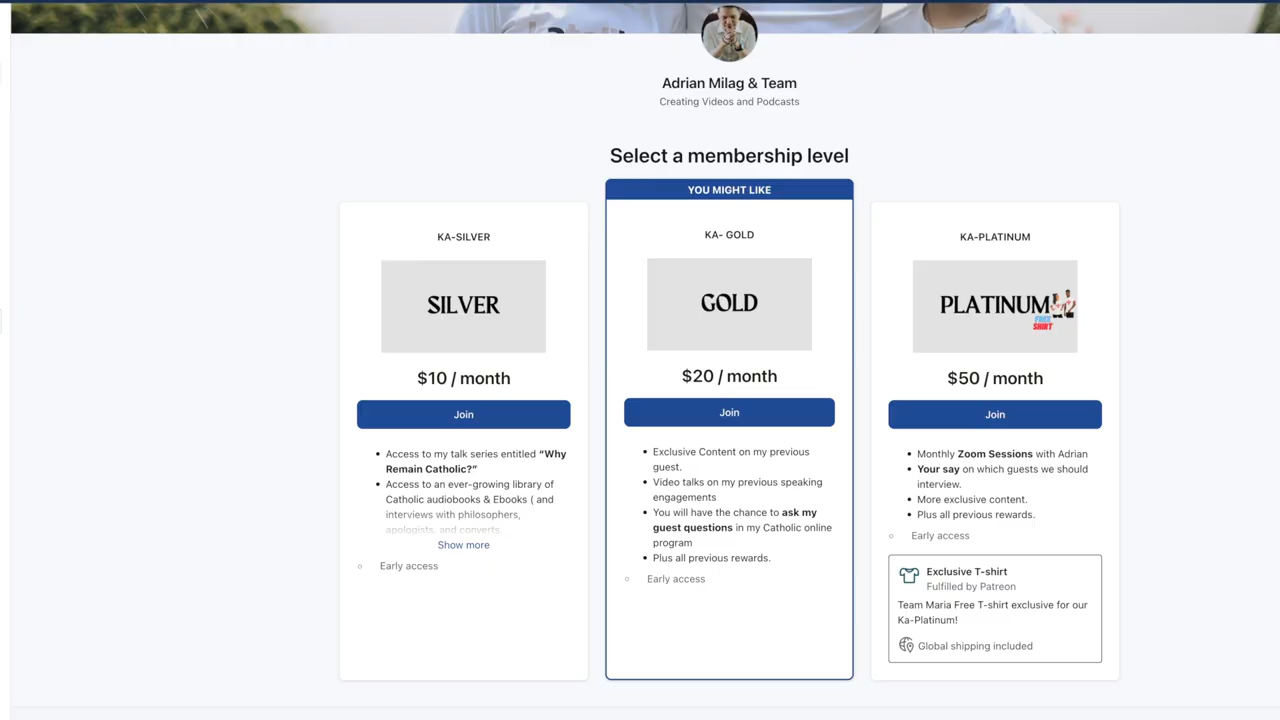 Adrian Milag & Team
Creating Videos and Podcasts
Select a membership level
KA-SILVER
SILVER
$10 / month
Join
• Access to my talk series entitled “Why
Remain Catholic?”
• Access to an ever-growing library of
Catholic audiobooks & Ebooks ( and
interviews with philosophers,
apologists, and converts.
Show more
Early access
YOU MIGHT LIKE
KA- GOLD
GOLD
$20 / month
Join
• Exclusive Content on my previous
guest.
• Video talks on my previous speaking
engagements
• You will have the chance to ask my
guest questions in my Catholic online
program
• Plus all previous rewards.
Early access
KA-PLATINUM
PLATINUM
FREE
SHIRT
$50 / month
Join
• Monthly Zoom Sessions with Adrian
• Your say on which guests we should
interview.
• More exclusive content.
• Plus all previous rewards.
Early access
Exclusive T-shirt
Fulfilled by Patreon
Team Maria Free T-shirt exclusive for our
Ka-Platinum!
Global shipping included